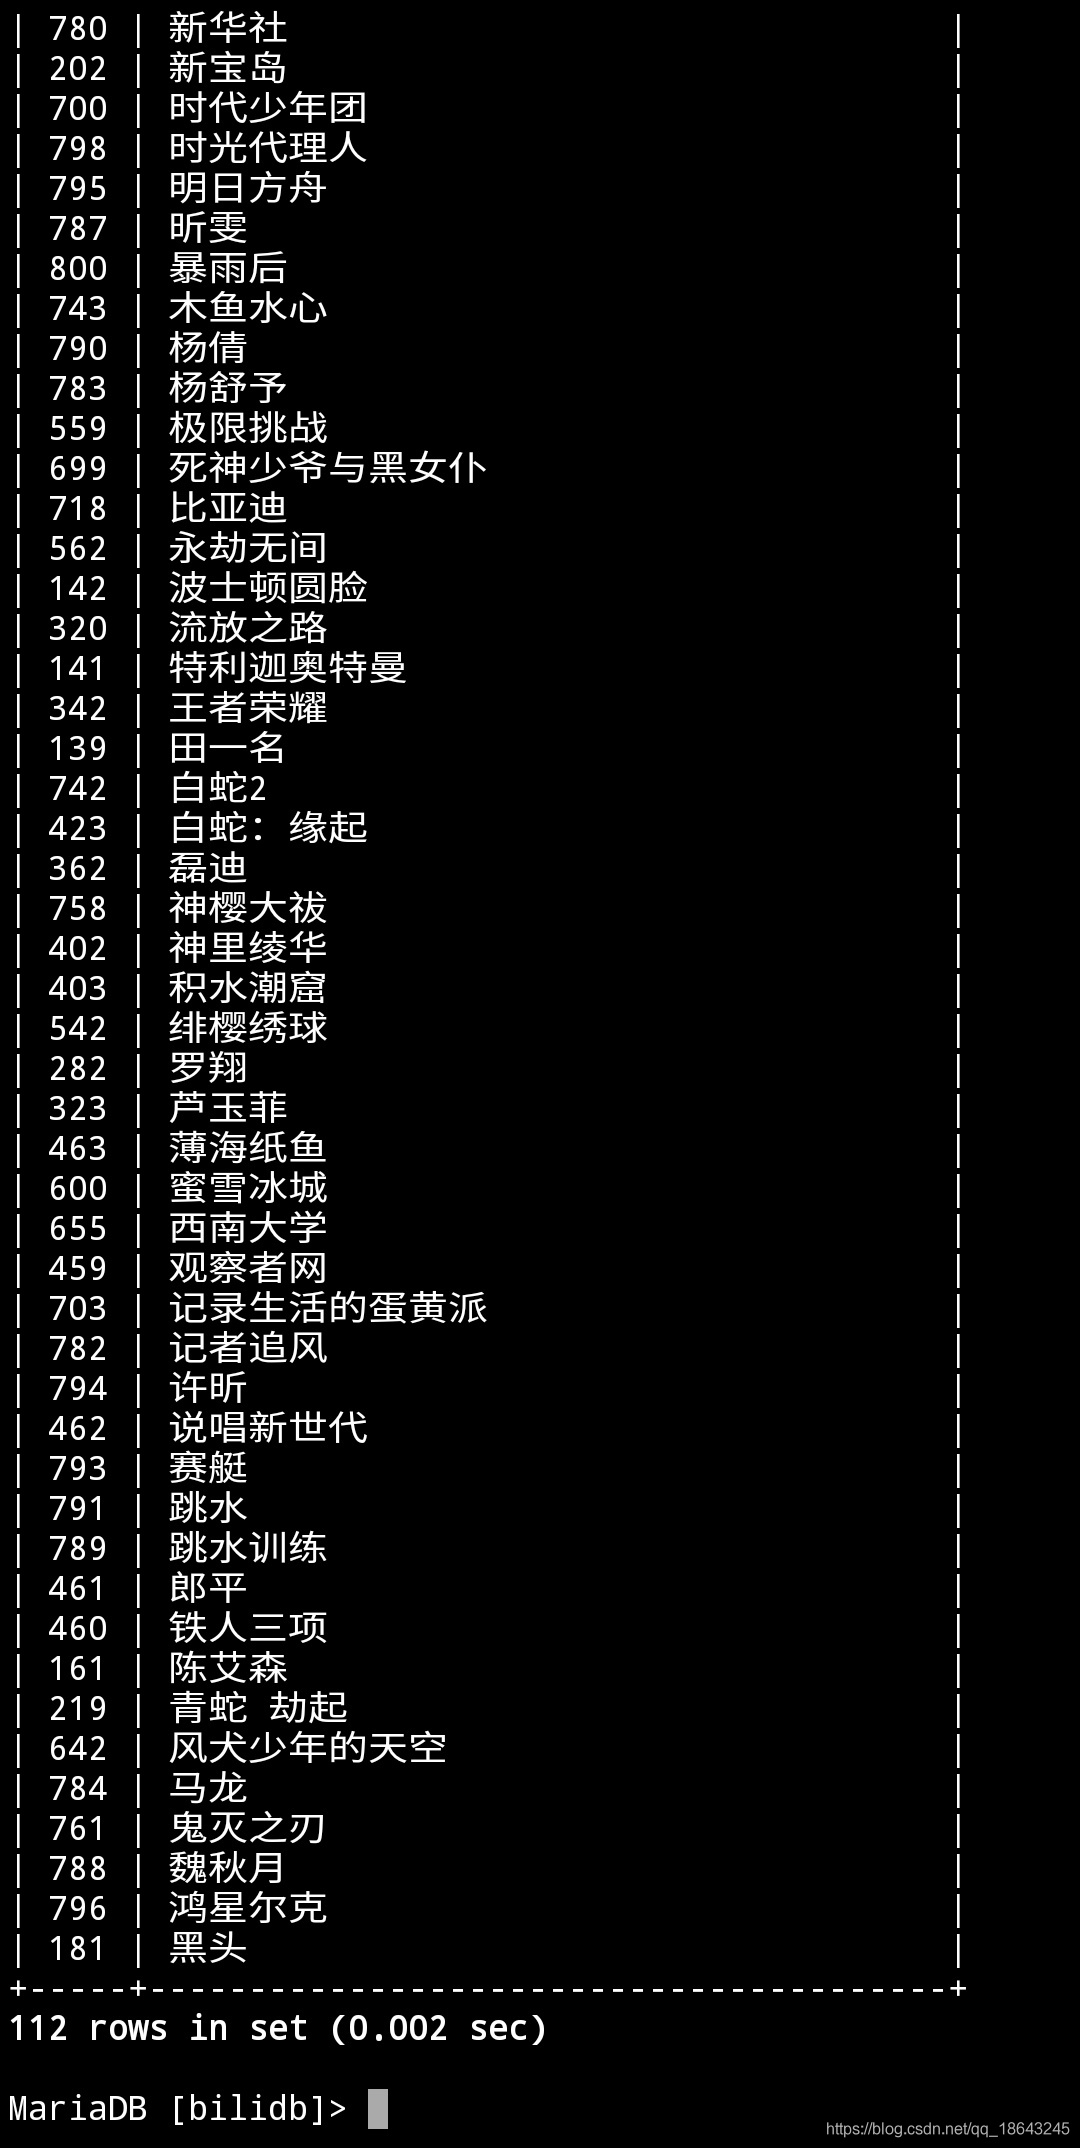 | 780 | 新华社 |
| 202 | 新宝岛 |
| 700 | 时代少年团 |
| 798 | 时光代理人 |
| 795 | 明日方舟 |
| 787 | 昕雯 |
| 800 | 暴雨后 |
| 743 | 木鱼水心 |
| 790 | 杨倩 |
| 783 | 杨舒予 |
| 559 | 极限挑战 |
| 699 | 死神少爷与黑女仆 |
| 718 | 比亚迪 |
| 562 | 永劫无间 |
| 142 | 波士顿圆脸 |
| 320 | 流放之路 |
| 141 | 特利迦奥特曼 |
| 342 | 王者荣耀 |
| 139 | 田一名 |
| 742 | 白蛇2 |
| 423 | 白蛇：缘起 |
| 362 | 磊迪 |
| 758 | 神樱大祓 |
| 402 | 神里绫华 |
| 403 | 积水潮窟 |
| 542 | 绯樱绣球 |
| 282 | 罗翔 |
| 323 | 芦玉菲 |
| 463 | 薄海纸鱼 |
| 600 | 蜜雪冰城 |
| 655 | 西南大学 |
| 459 | 观察者网 |
| 703 | 记录生活的蛋黄派 |
| 782 | 记者追风 |
| 794 | 许昕 |
| 462 | 说唱新世代 |
| 793 | 赛艇 |
| 791 | 跳水 |
| 789 | 跳水训练 |
| 461 | 郎平 |
| 460 | 铁人三项 |
| 161 | 陈艾森 |
| 219 | 青蛇 劫起 |
| 642 | 风犬少年的天空 |
| 784 | 马龙 |
| 761 | 鬼灭之刃 |
| 788 | 魏秋月 |
| 796 | 鸿星尔克 |
| 181 | 黑头 |
+-----+----------------------------------------+
112 rows in set (0.002 sec)
MariaDB [bilidb]>
https://blog.csdn.net/qq_18643245